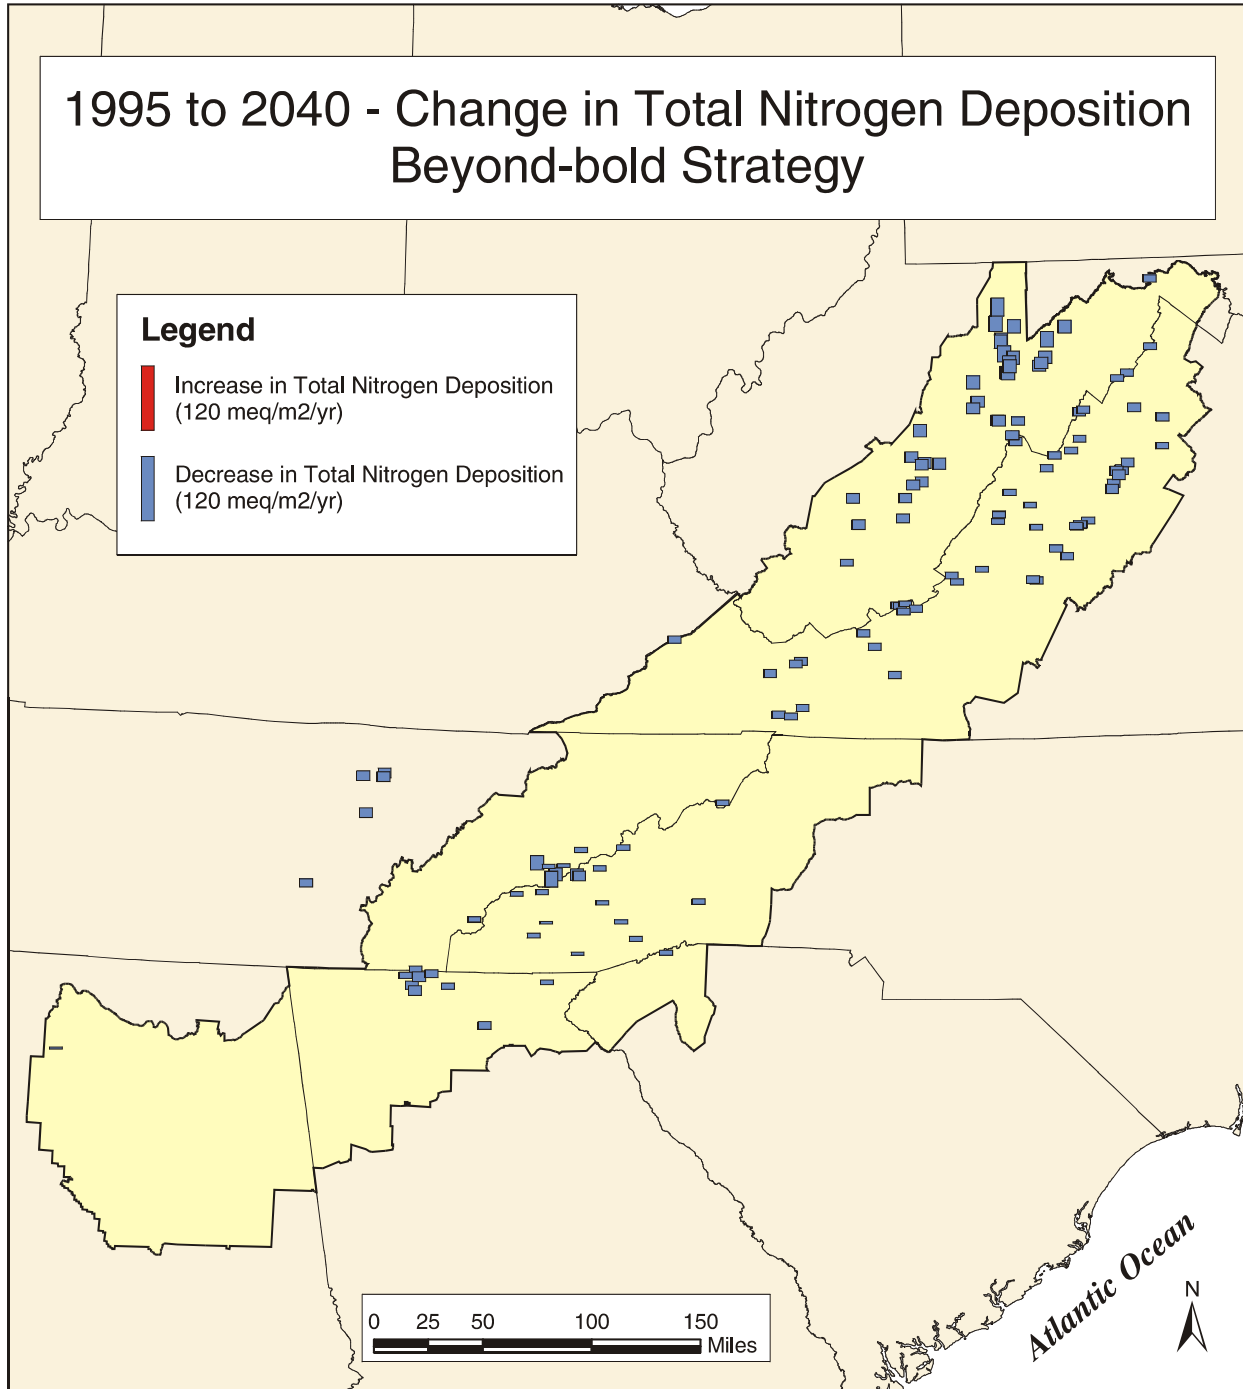 1995 to 2040 - Change in Total Nitrogen Deposition
Beyond-bold Strategy
Legend
Increase in Total Nitrogen Deposition
(120 meq/m2/yr)
Decrease in Total Nitrogen Deposition
(120 meq/m2/yr)
Atlantic Ocean
N
0 25 50 100 150
Miles